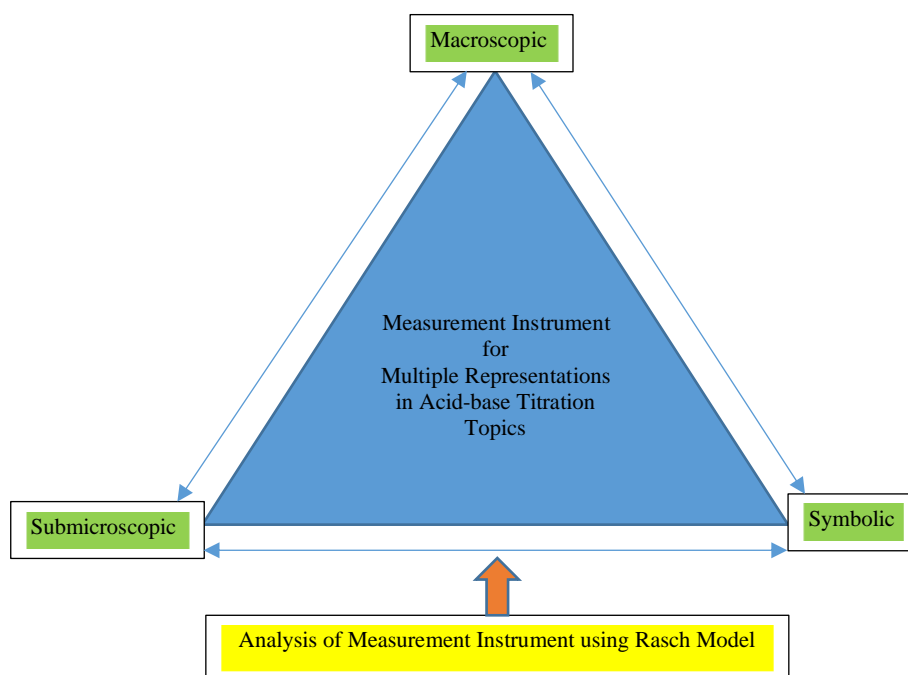 Macroscopic
Measurement Instrument
for
Multiple Representations
in Acid-base Titration
Topics
Submicroscopic
Symbolic
Analysis of Measurement Instrument using Rasch Model